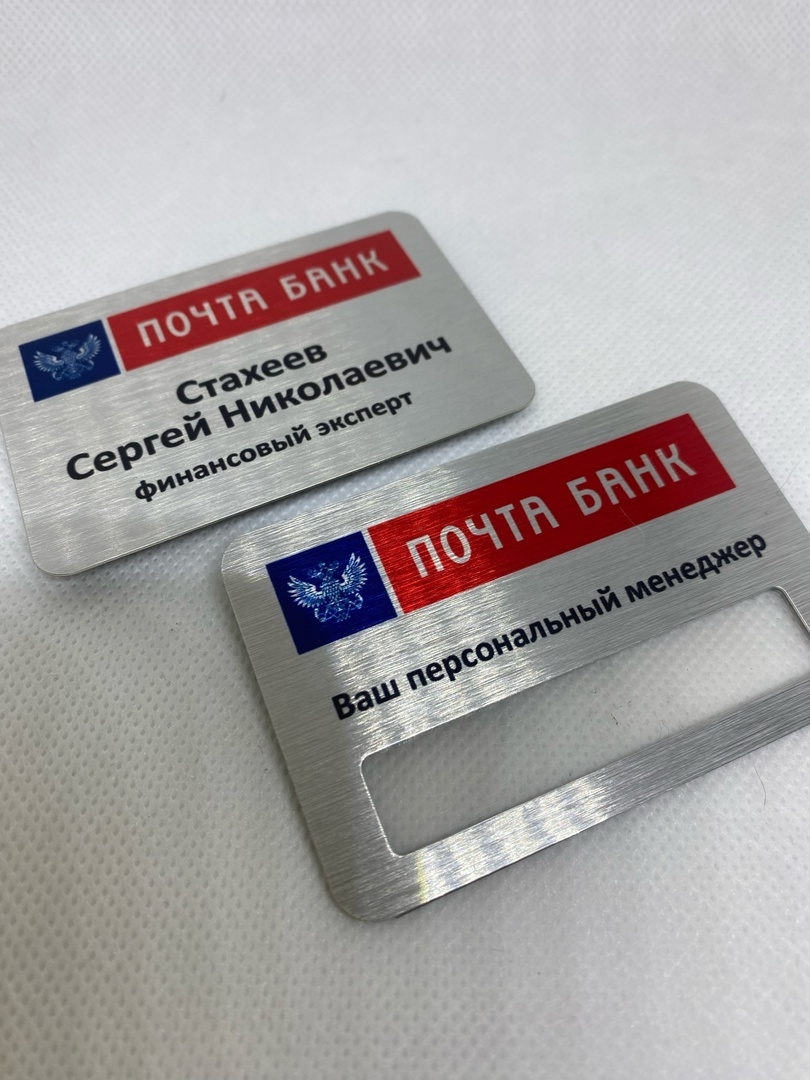 ПОЧТА БАНК
Стахеев
Сергей Николаевич
финансовый эксперт
ПОЧТА БАНК
Ваш персональный менеджер